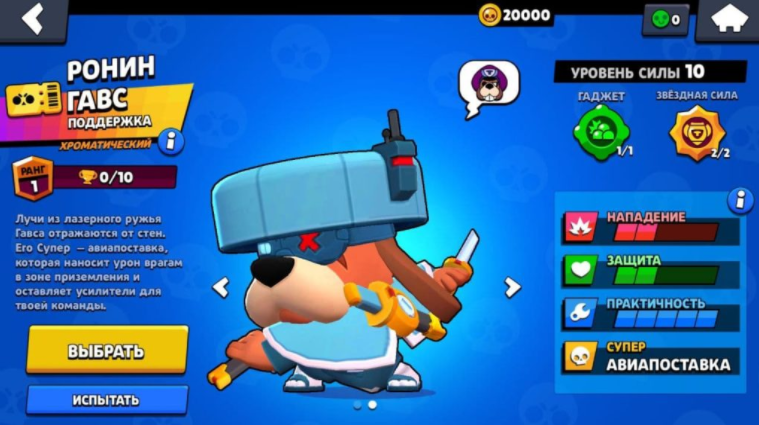 20000
0
РОНИН
ГАВС
ПОДДЕРЖКА
ХРОМАТИЧЕСКИЙ
РАНГ
1
0/10
Лучи из лазерного ружья
Гавса отражаются от стен.
Его Супер – авиапоставка,
которая наносит урон врагам
в зоне приземления и
оставляет усилители для
твоей команды.
ВЫБРАТЬ
ИСПЫТАТЬ
УРОВЕНЬ СИЛЫ 10
ГАДЖЕТ
ЗВЁЗДНАЯ СИЛА
1/1
2/2
НАПАДЕНИЕ
ЗАЩИТА
ПРАКТИЧНОСТЬ
СУПЕР
АВИАПОСТАВКА